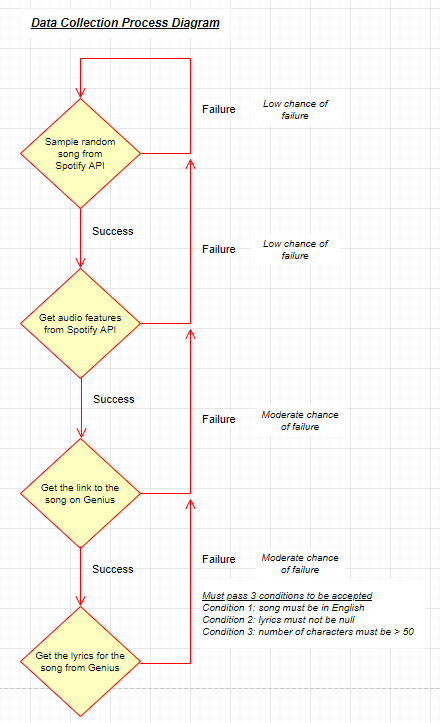 Data Collection Process Diagram
Failure
Low chance of
failure
Sample random
song from
Spotify API
Success
Failure
Low chance of
failure
Get audio features
from Spotify API
Success
Failure
Moderate chance
of failure
Get the link to the
song on Genius
Success
Failure
Moderate chance
of failure
Must pass 3 conditions to be accepted
Condition 1: song must be in English
Condition 2: lyrics must not be null
Condition 3: number of characters must be > 50
Get the lyrics for the
song from Genius